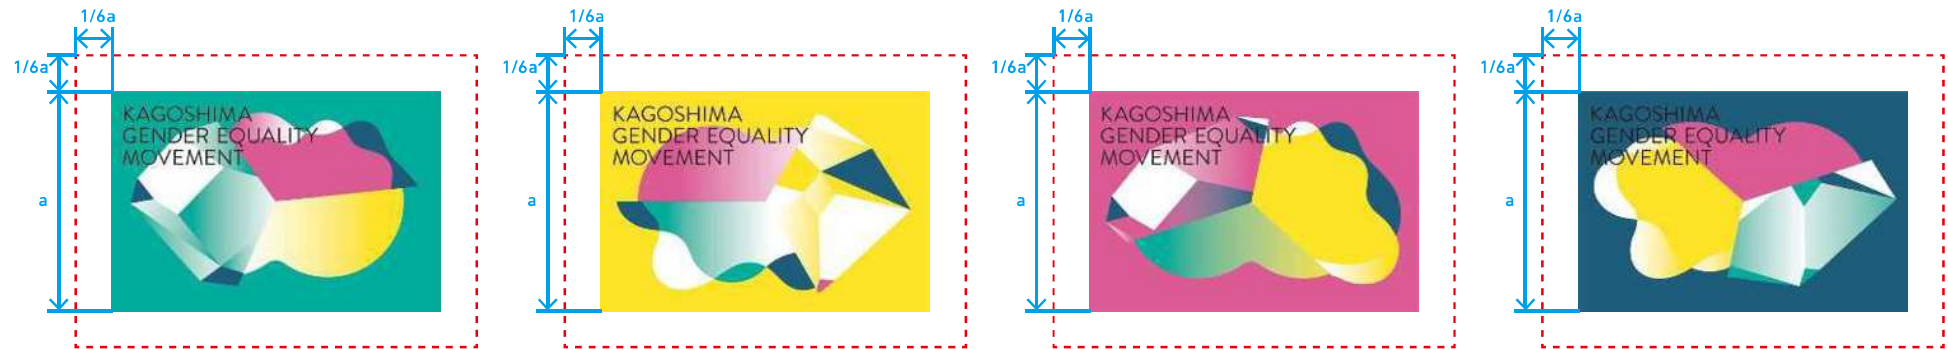 1/6a
1/6a
a
KAGOSHIMA
GENDER EQUALITY
MOVEMENT
1/6a
1/6a
a
KAGOSHIMA
GENDER EQUALITY
MOVEMENT
1/6a
1/6a
a
KAGOSHIMA
GENDER EQUALITY
MOVEMENT
1/6a
1/6a
a
KAGOSHIMA
GENDER EQUALITY
MOVEMENT